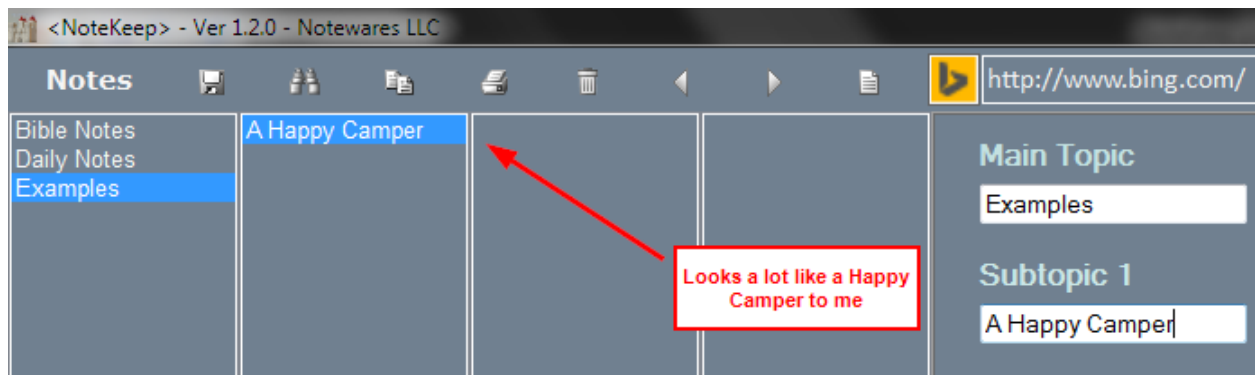 <NoteKeep> - Ver 1.2.0 - Notewares LLC
Notes
http://www.bing.com/
Bible Notes
Daily Notes
Examples
A Happy Camper
Looks a lot like a Happy
Camper to me
Main Topic
Examples
Subtopic 1
A Happy Camper